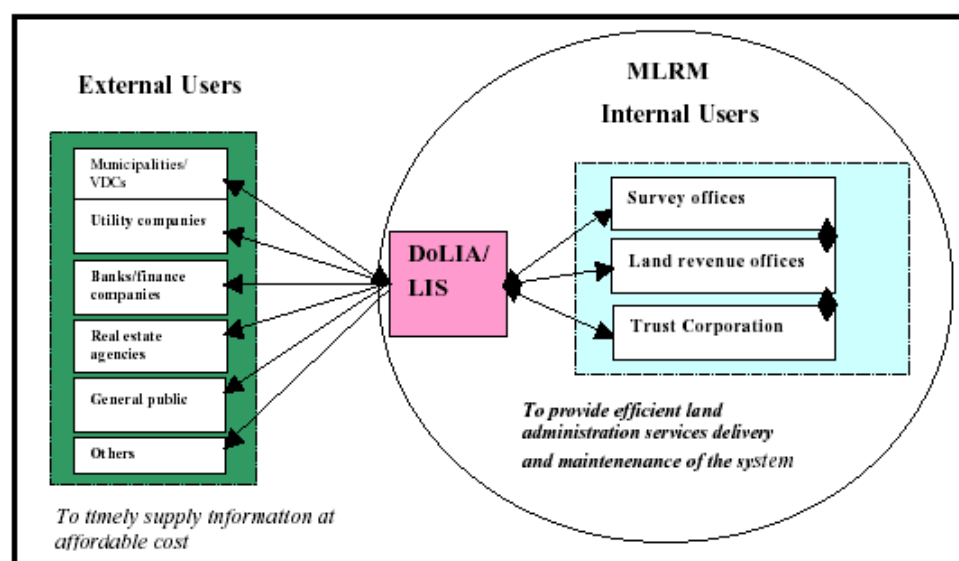 External Users
Municipalities/
VDCs
Utility companies
Banks/finance
companies
Real estate
agencies
General public
Others
To timely supply information at
affordable cost
MLRM
Internal Users
DoLIA/
LIS
Survey offices
Land revenue offices
Trust Corporation
To provide efficient land
administration services delivery
and maintenenance of the system